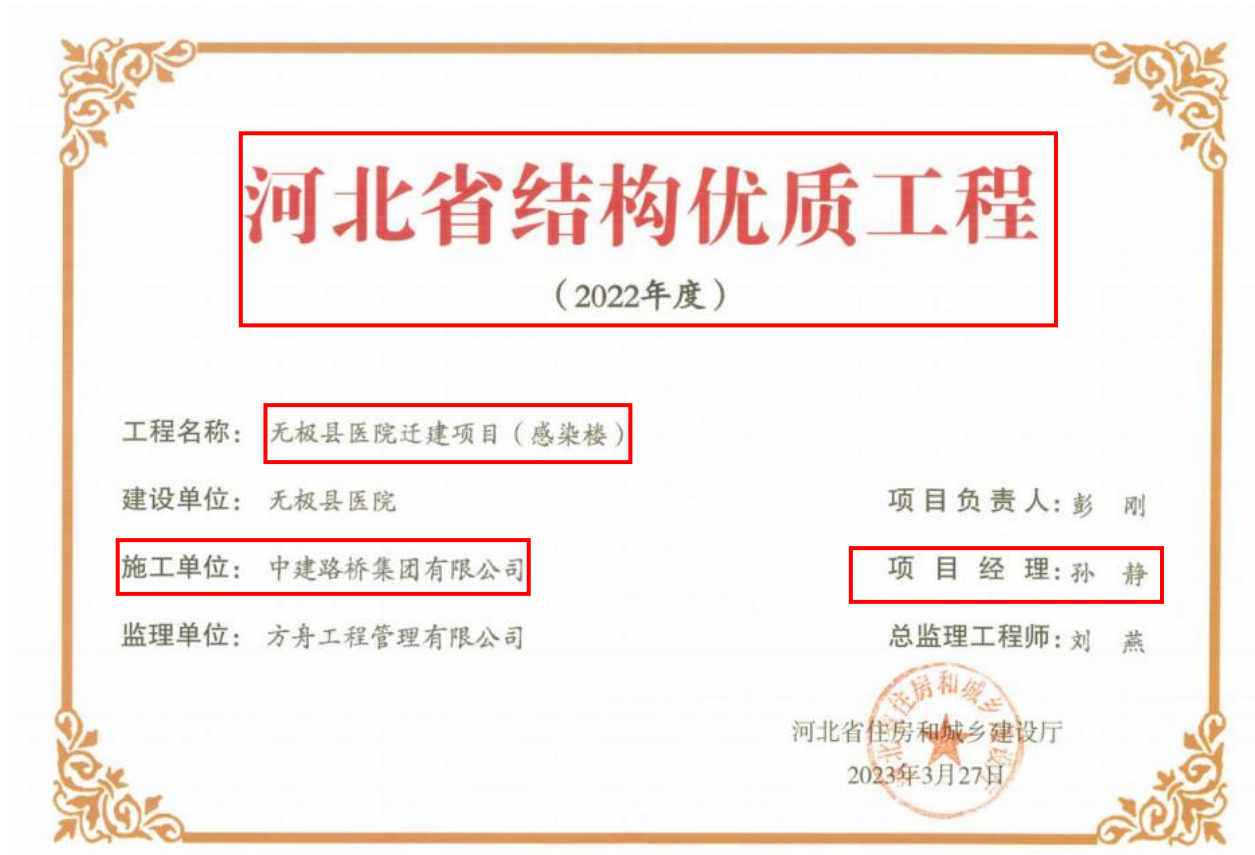 河北省结构优质工程
（2022年度）
工程名称：无极县医院迁建项目（感染楼）
建设单位：无极县医院 项目负责人：彭 刚
施工单位：中建路桥集团有限公司 项目经理：孙 静
监理单位：方舟工程管理有限公司 总监理工程师：刘 燕
河北省住房和城乡建设厅
2023年3月27日